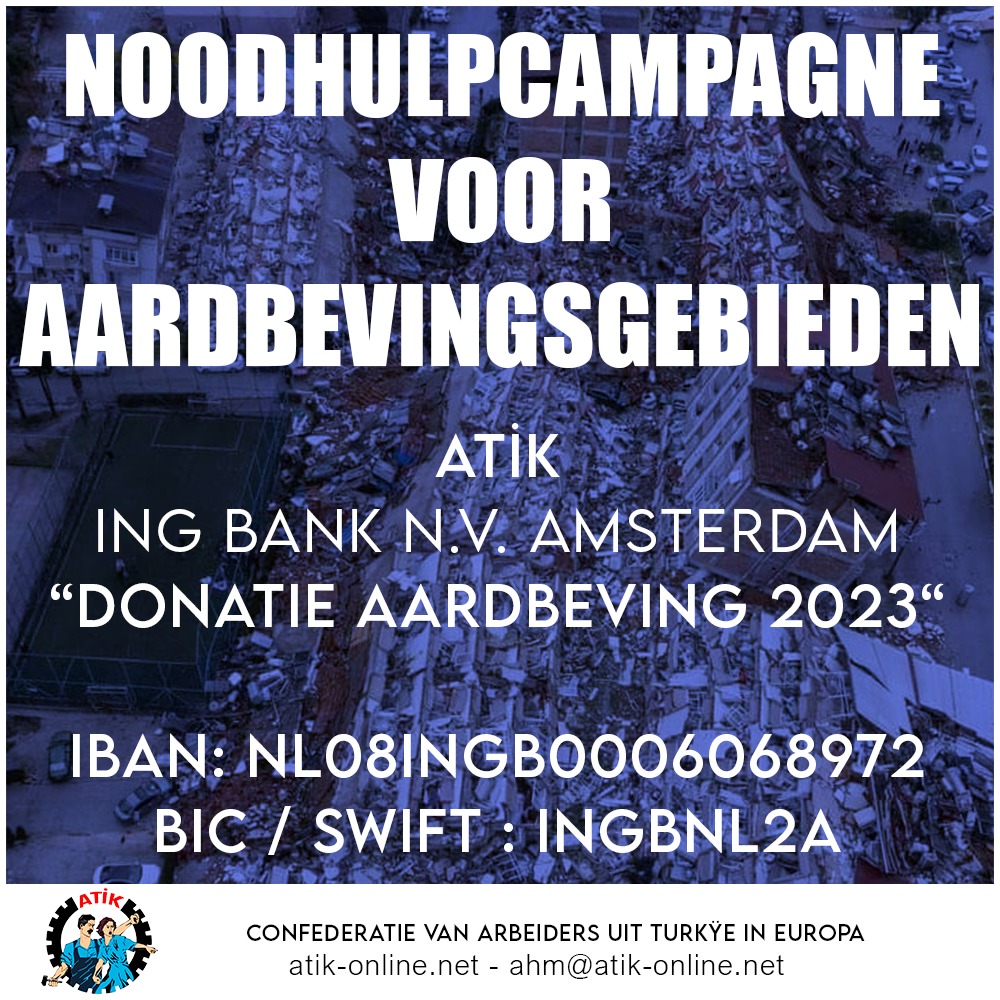 NOODHULPCAMPAGNE
VOOR
AARDBEVINGSGEBIEDEN
ATİK
ING BANK N.V. AMSTERDAM
“DONATIE AARDBEVING 2023“
IBAN: NL08INGB0006068972
BIC / SWIFT : INGBNL2A
ATİK
CONFEDERATIE VAN ARBEIDERS UIT TURKŸE IN EUROPA
atik-online.net - ahm@atik-online.net